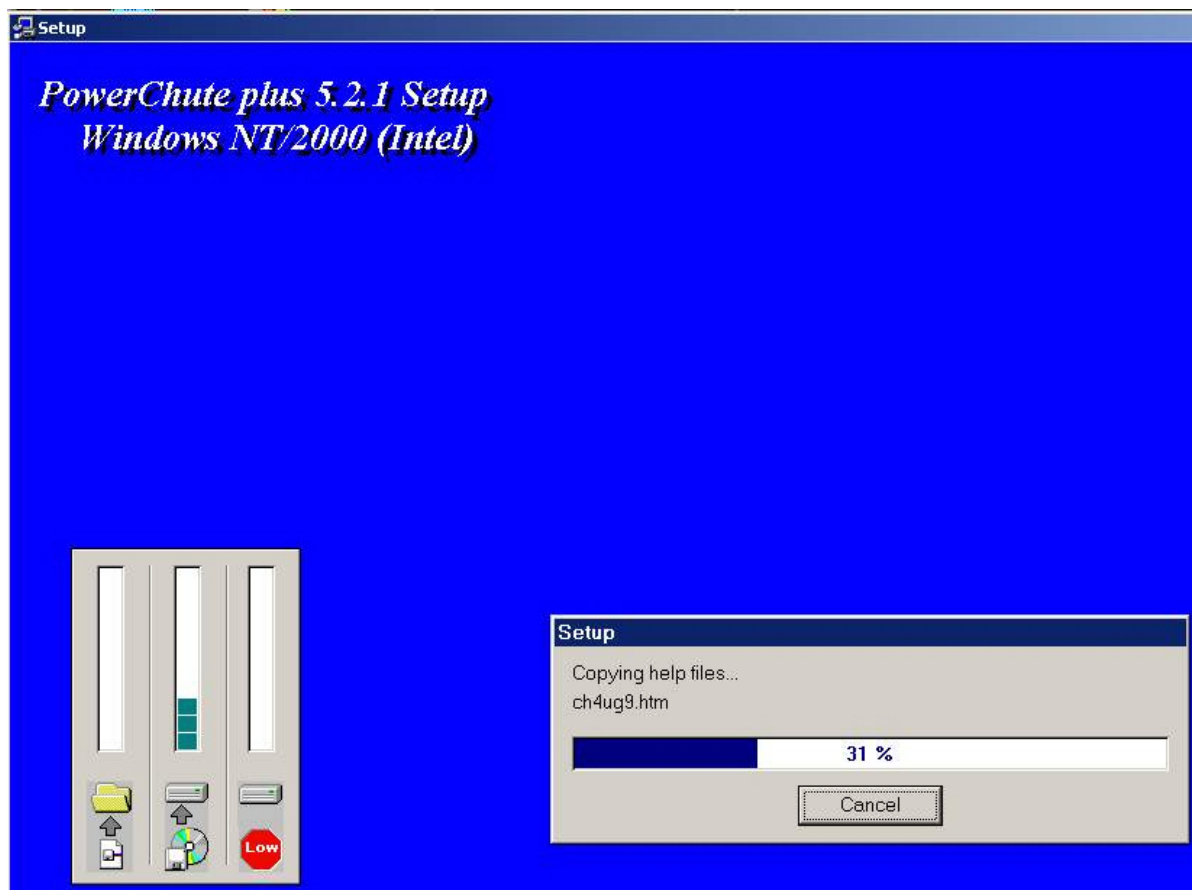 Setup
PowerChute plus 5.2.1 Setup
Windows NT/2000 (Intel)
Setup
Copying help files...
ch4ug9.htm
31 %
Cancel
Low